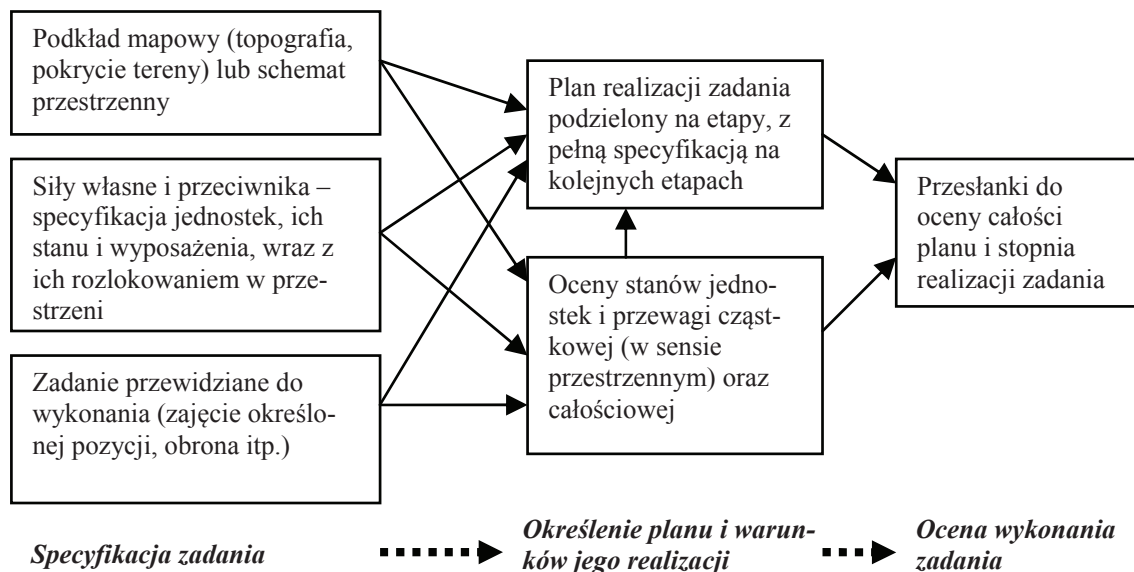 Podkład mapowy (topografia,
pokrycie tereny) lub schemat
przestrzenny
Siły własne i przeciwnika –
specyfikacja jednostek, ich
stanu i wyposażenia, wraz z
ich rozlokowaniem w prze-
strzeni
Zadanie przewidziane do
wykonania (zajęcie określo-
nej pozycji, obrona itp.)
Plan realizacji zadania
podzielony na etapy, z
pełną specyfikacją na
kolejnych etapach
Oceny stanów jedno-
stek i przewagi cząst-
kowej (w sensie
przestrzennym) oraz
całościowej
Przesłanki do
oceny całości
planu i stopnia
realizacji zadania
Specyfikacja zadania
Określenie planu i warun-
ków jego realizacji
Ocena wykonania
zadania